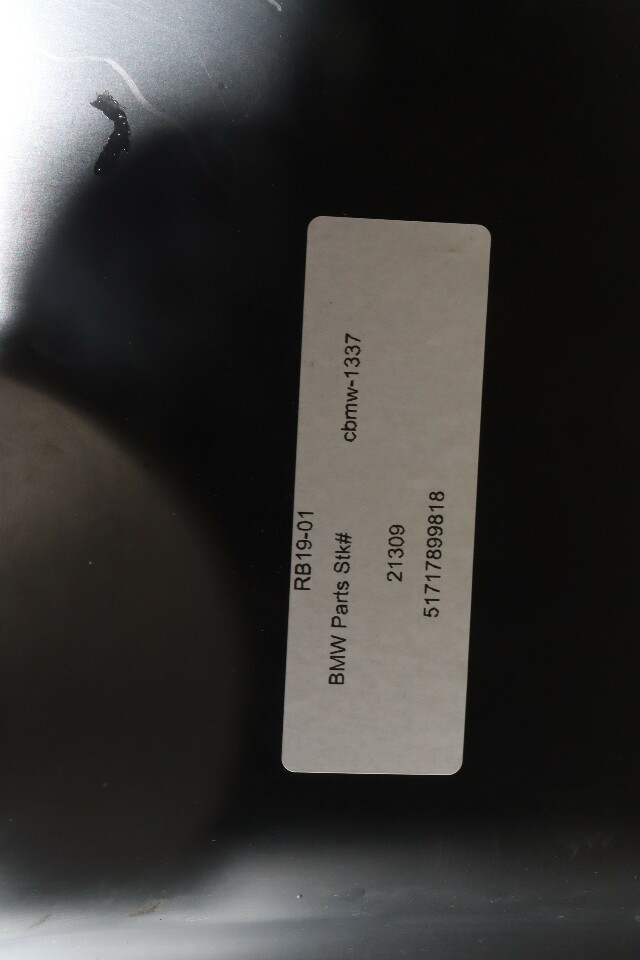 RB19-01
BMW Parts Stk# cbmw-1337
21309
51717899818